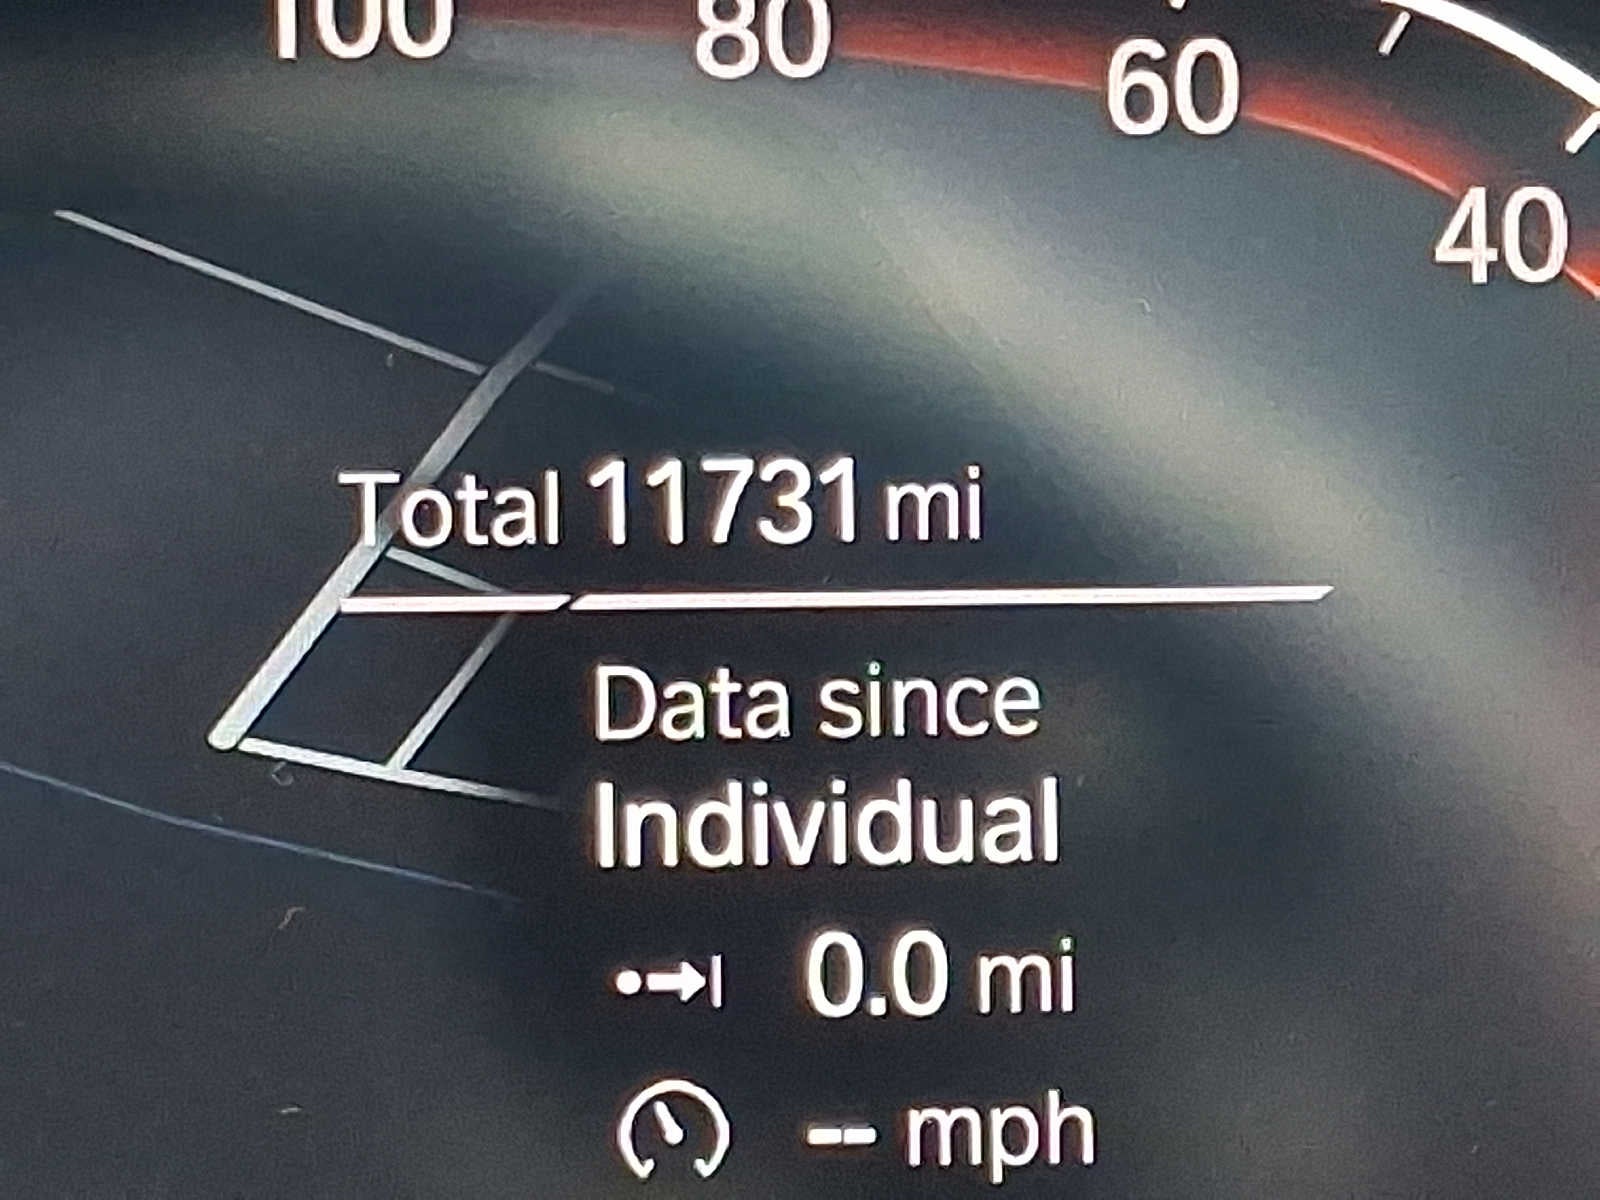 100 80 60 40
Total 11731 mi
Data since
Individual
0.0 mi
-- mph